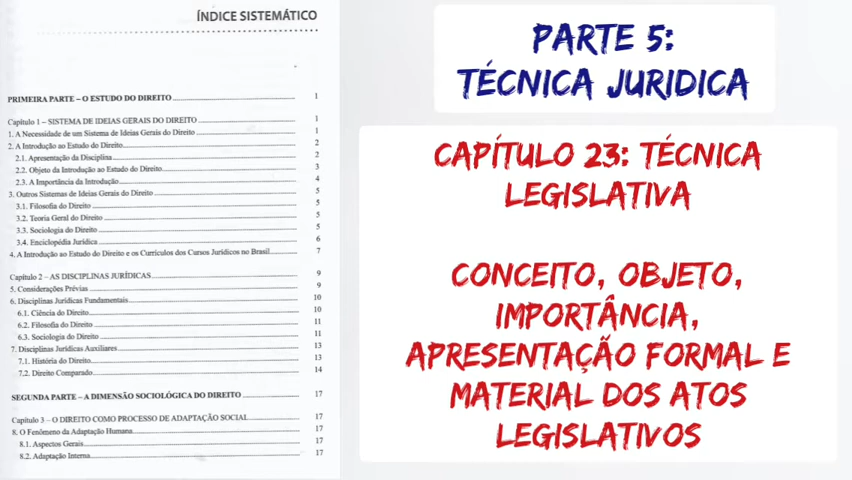 ÍNDICE SISTEMÁTICO
PRIMEIRA PARTE – O ESTUDO DO DIREITO 1
Capítulo 1 – SISTEMA DE IDEIAS GERAIS DO DIREITO 1
1. A Necessidade de um Sistema de Ideias Gerais do Direito 1
2. A Introdução ao Estudo do Direito 2
2.1. Apresentação da Disciplina 2
2.2. Objeto da Introdução ao Estudo do Direito 3
2.3. A Importância da Introdução 4
3. Outros Sistemas de Ideias Gerais do Direito 5
3.1. Filosofia do Direito 5
3.2. Teoria Geral do Direito 5
3.3. Sociologia do Direito 5
3.4. Enciclopédia Jurídica 6
4. A Introdução ao Estudo do Direito e os Currículos dos Cursos Jurídicos no Brasil 7
Capítulo 2 – AS DISCIPLINAS JURÍDICAS 9
5. Considerações Prévias 9
6. Disciplinas Jurídicas Fundamentais 10
6.1. Ciência do Direito 10
6.2. Filosofia do Direito 11
6.3. Sociologia do Direito 11
7. Disciplinas Jurídicas Auxiliares 13
7.1. História do Direito 13
7.2. Direito Comparado 14
SEGUNDA PARTE – A DIMENSÃO SOCIOLÓGICA DO DIREITO 17
Capítulo 3 – O DIREITO COMO PROCESSO DE ADAPTAÇÃO SOCIAL 17
8. O Fenômeno da Adaptação Humana 17
8.1. Aspectos Gerais 17
8.2. Adaptação Interna 17
PARTE 5:
TÉCNICA JURIDICA
CAPÍTULO 23: TÉCNICA
LEGISLATIVA
CONCEITO, OBJETO,
IMPORTÂNCIA,
APRESENTAÇÃO FORMAL E
MATERIAL DOS ATOS
LEGISLATIVOS